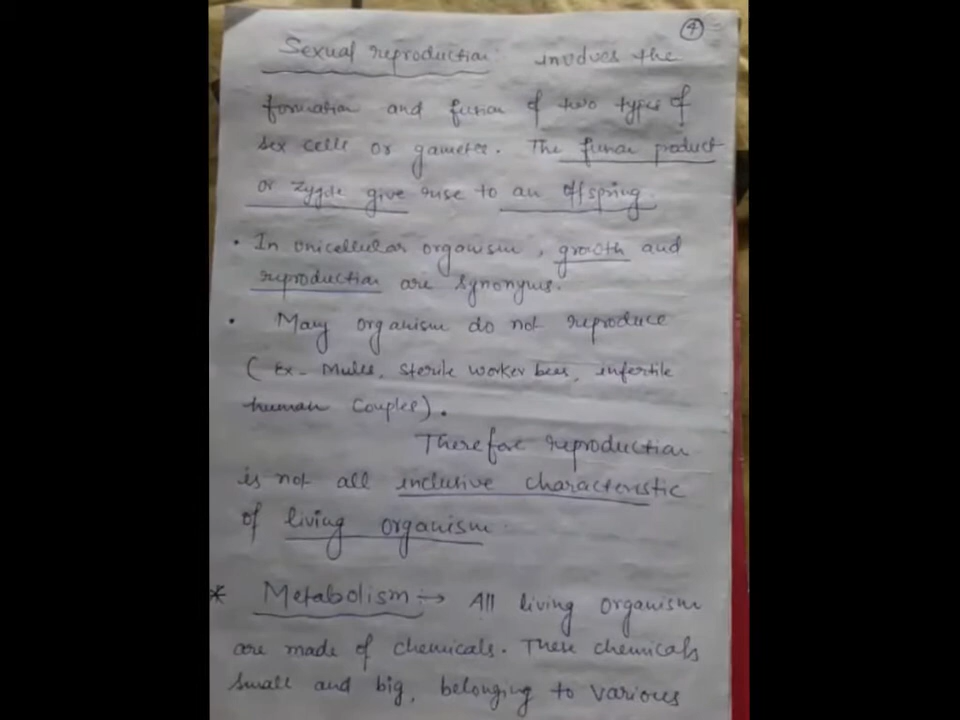 4
Sexual reproduction involves the
formation and fusion of two types of
sex cells or gametes. The fusion product
or zygote give rise to an offspring.
• In unicellular organism, growth and
reproduction are synonyms.
• Many organism do not reproduce
(Ex- Mules, sterile worker bees, infertile
human couples).
Therefore reproduction
is not all inclusive characteristic
of living organism
* Metabolism :→ All living organism
are made of chemicals. These chemicals
small and big, belonging to various